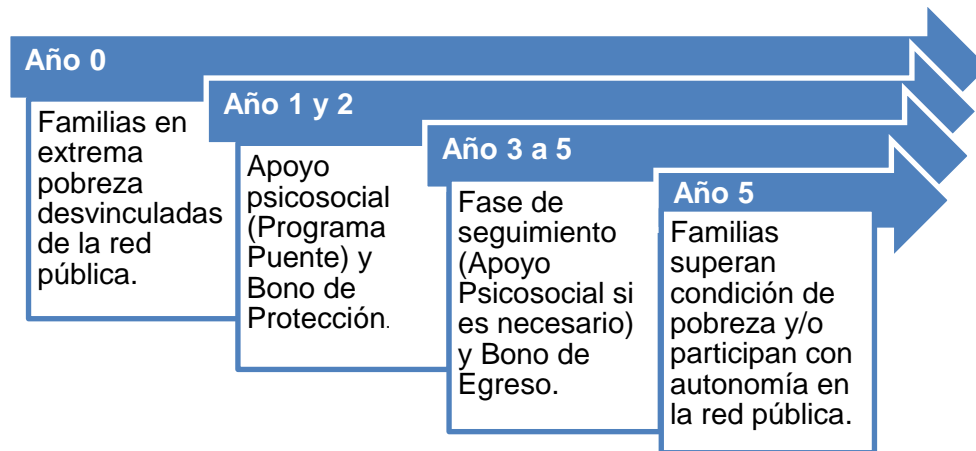 Año 0
Familias en
extrema
pobreza
desvinculadas
de la red
pública.
Año 1 y 2
Apoyo
psicosocial
(Programa
Puente) y
Bono de
Protección.
Año 3 a 5
Fase de
seguimiento
(Apoyo
Psicosocial si
es necesario)
y Bono de
Egreso.
Año 5
Familias
superan
condición de
pobreza y/o
participan con
autonomía en
la red pública.